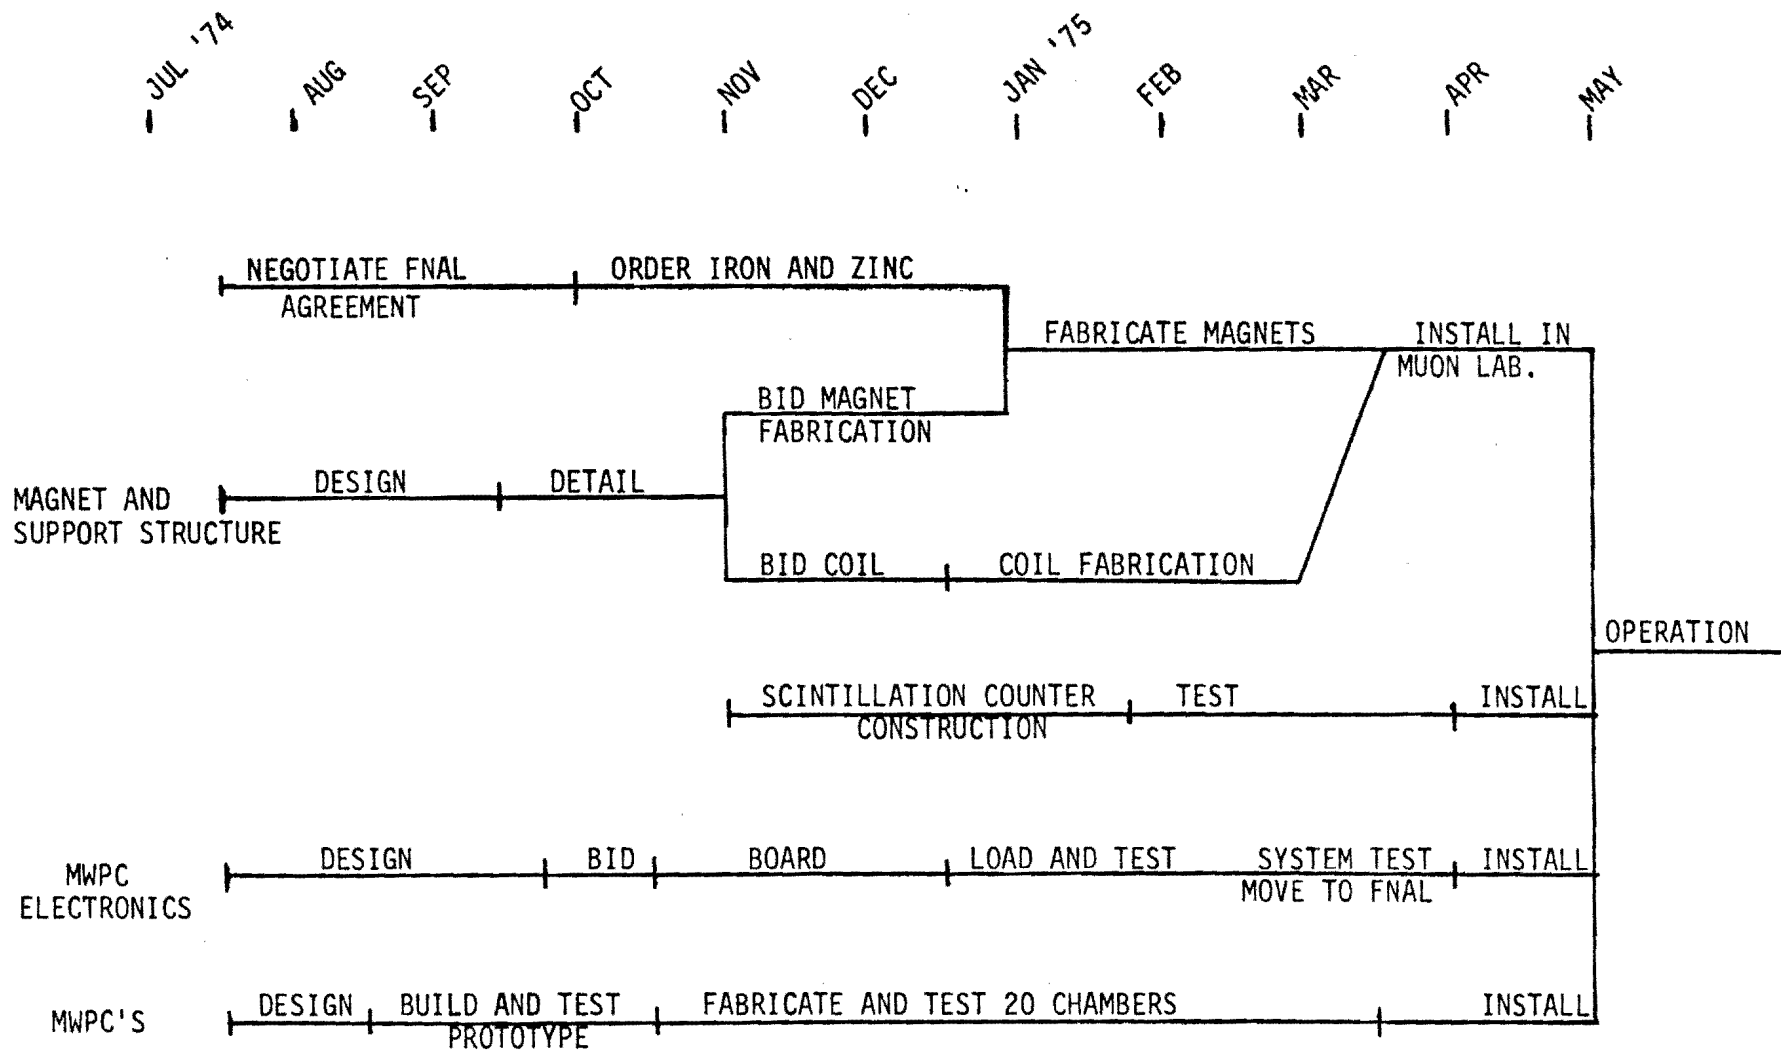 JUL '74
AUG
SEP
OCT
NOV
DEC
JAN '75
FEB
MAR
APR
MAY
NEGOTIATE FNAL
AGREEMENT
ORDER IRON AND ZINC
FABRICATE MAGNETS
INSTALL IN
MUON LAB.
BID MAGNET
FABRICATION
MAGNET AND
SUPPORT STRUCTURE
DESIGN
DETAIL
BID COIL
COIL FABRICATION
OPERATION
SCINTILLATION COUNTER
CONSTRUCTION
TEST
INSTALL
MWPC
ELECTRONICS
DESIGN
BID
BOARD
LOAD AND TEST
SYSTEM TEST
MOVE TO FNAL
INSTALL
MWPC'S
DESIGN
BUILD AND TEST
PROTOTYPE
FABRICATE AND TEST 20 CHAMBERS
INSTALL